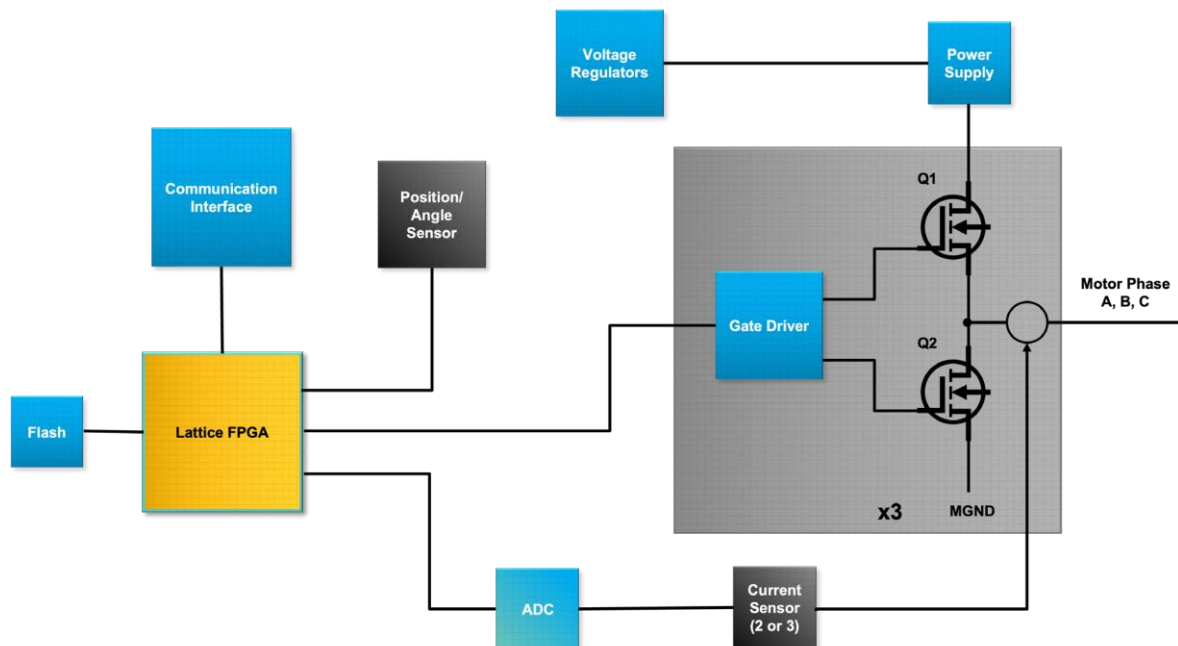 Voltage
Regulators
Power
Supply
Communication
Interface
Position/
Angle
Sensor
Q1
Motor Phase
A, B, C
Gate Driver
Q2
Flash
Lattice FPGA
x3
MGND
ADC
Current
Sensor
(2 or 3)